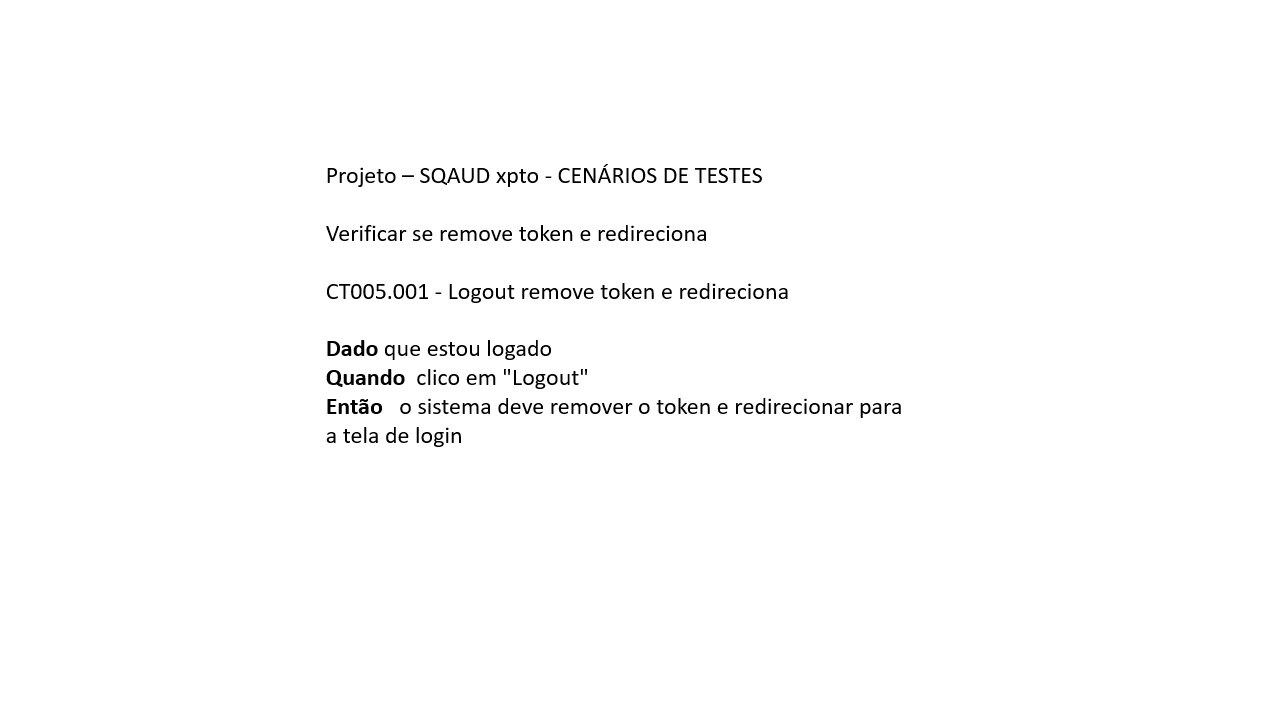 Projeto – SQAUD xpto - CENÁRIOS DE TESTES
Verificar se remove token e redireciona
CT005.001 - Logout remove token e redireciona
Dado que estou logado
Quando  clico em "Logout"
Então   o sistema deve remover o token e redirecionar para
a tela de login